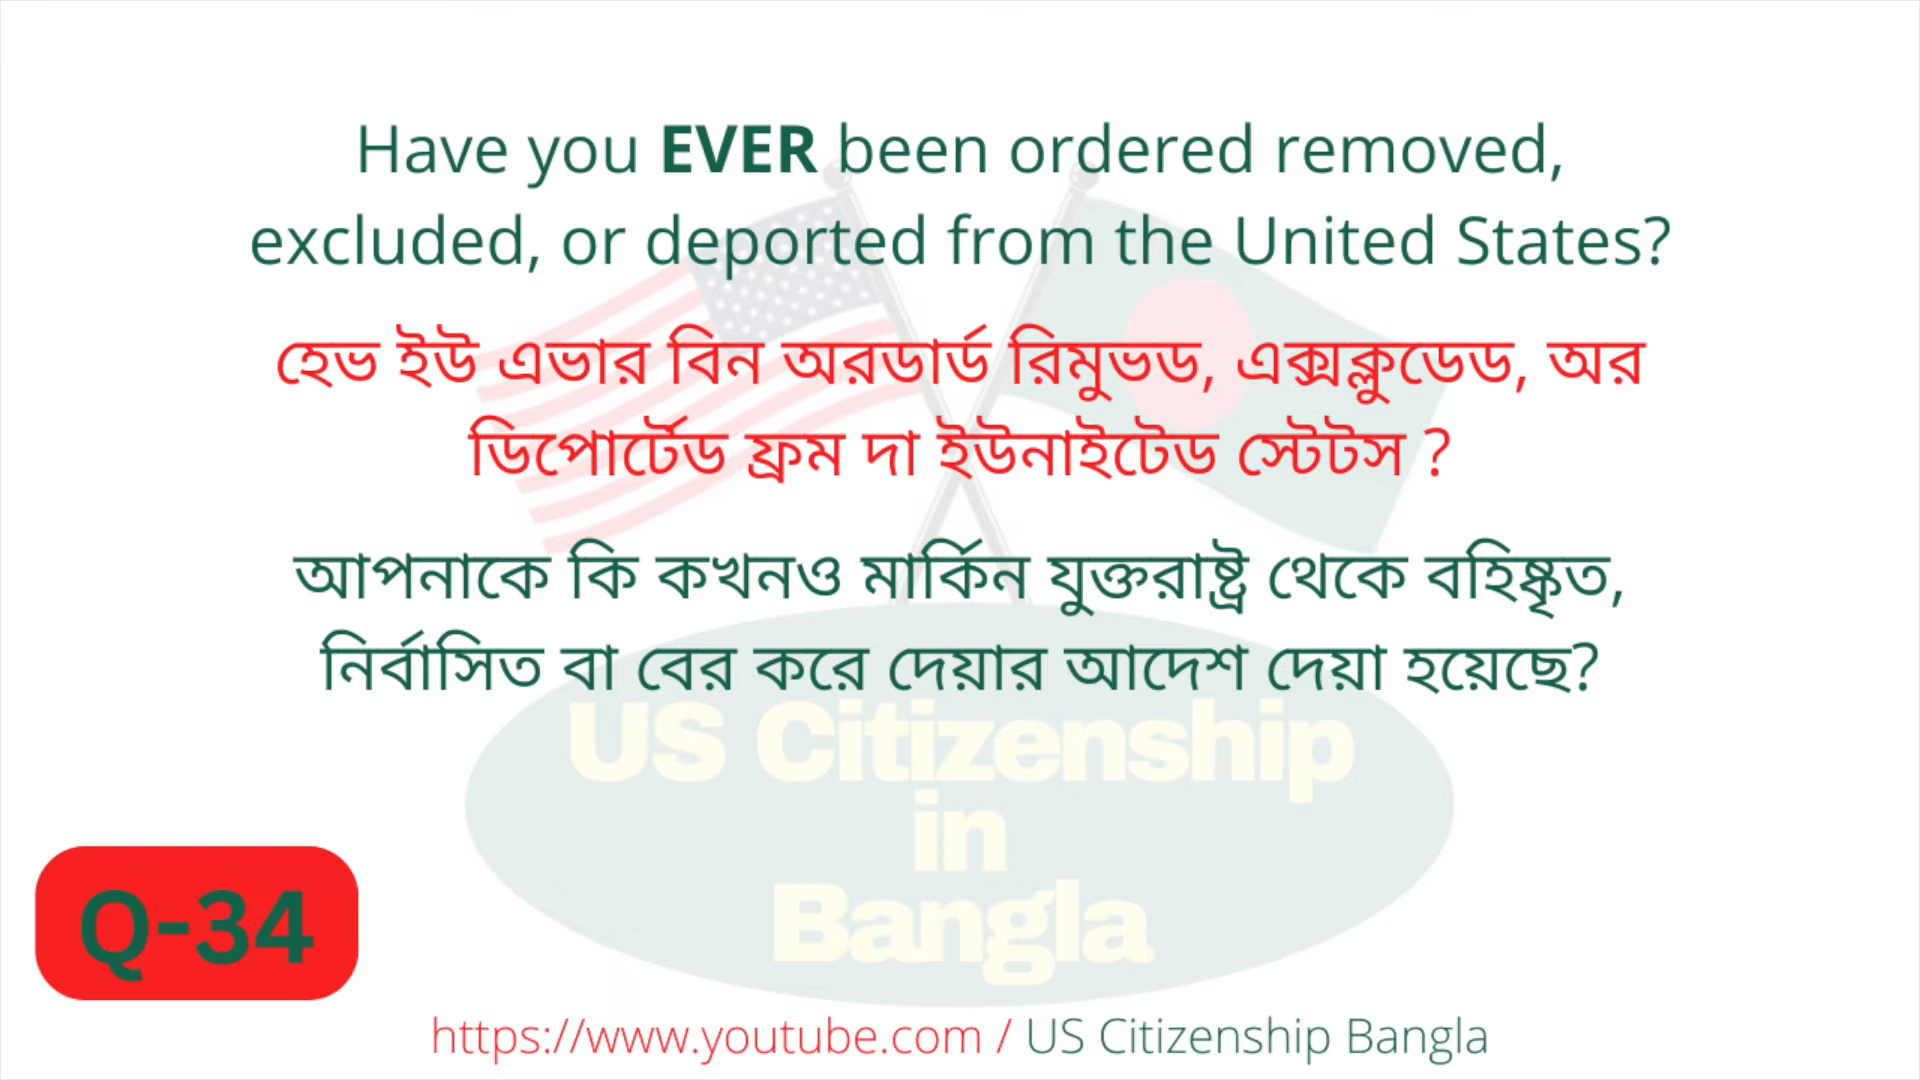 Have you EVER been ordered removed,
excluded, or deported from the United States?
হেভ ইউ এভার বিন অরডার্ড রিমুভড, এক্সক্লুডেড, অর
ডিপোর্টেড ফ্রম দা ইউনাইটেড স্টেটস ?
আপনাকে কি কখনও মার্কিন যুক্তরাষ্ট্র থেকে বহিষ্কৃত,
নির্বাসিত বা বের করে দেয়ার আদেশ দেয়া হয়েছে?
US Citizenship
in
Bangla
Q-34
https://www.youtube.com / US Citizenship Bangla